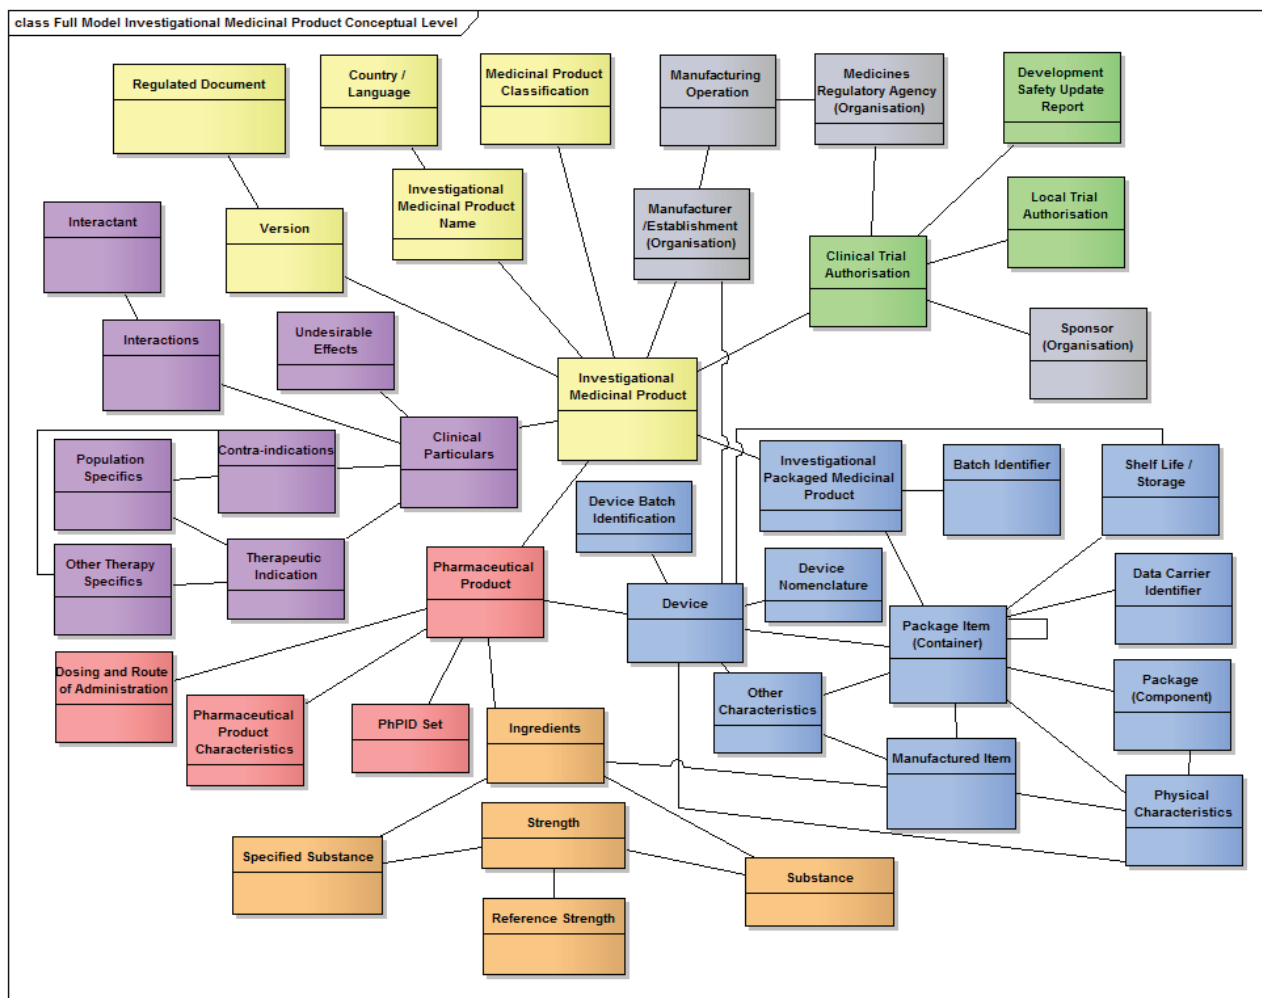 class Full Model Investigational Medicinal Product Conceptual Level
Regulated Document
Country /
Language
Medicinal Product
Classification
Manufacturing
Operation
Medicines
Regulatory Agency
(Organisation)
Development
Safety Update
Report
Interactant
Version
Investigational
Medicinal Product
Name
Manufacturer
/Establishment
(Organisation)
Clinical Trial
Authorisation
Local Trial
Authorisation
Interactions
Undesirable
Effects
Investigational
Medicinal Product
Sponsor
(Organisation)
Population
Specifics
Contra-indications
Clinical
Particulars
Investigational
Packaged Medicinal
Product
Batch Identifier
Shelf Life /
Storage
Device Batch
Identification
Other Therapy
Specifics
Therapeutic
Indication
Pharmaceutical
Product
Device
Device
Nomenclature
Package Item
(Container)
Data Carrier
Identifier
Dosing and Route
of Administration
Pharmaceutical
Product
Characteristics
PhPID Set
Ingredients
Other
Characteristics
Package
(Component)
Manufactured Item
Physical
Characteristics
Specified Substance
Strength
Substance
Reference Strength